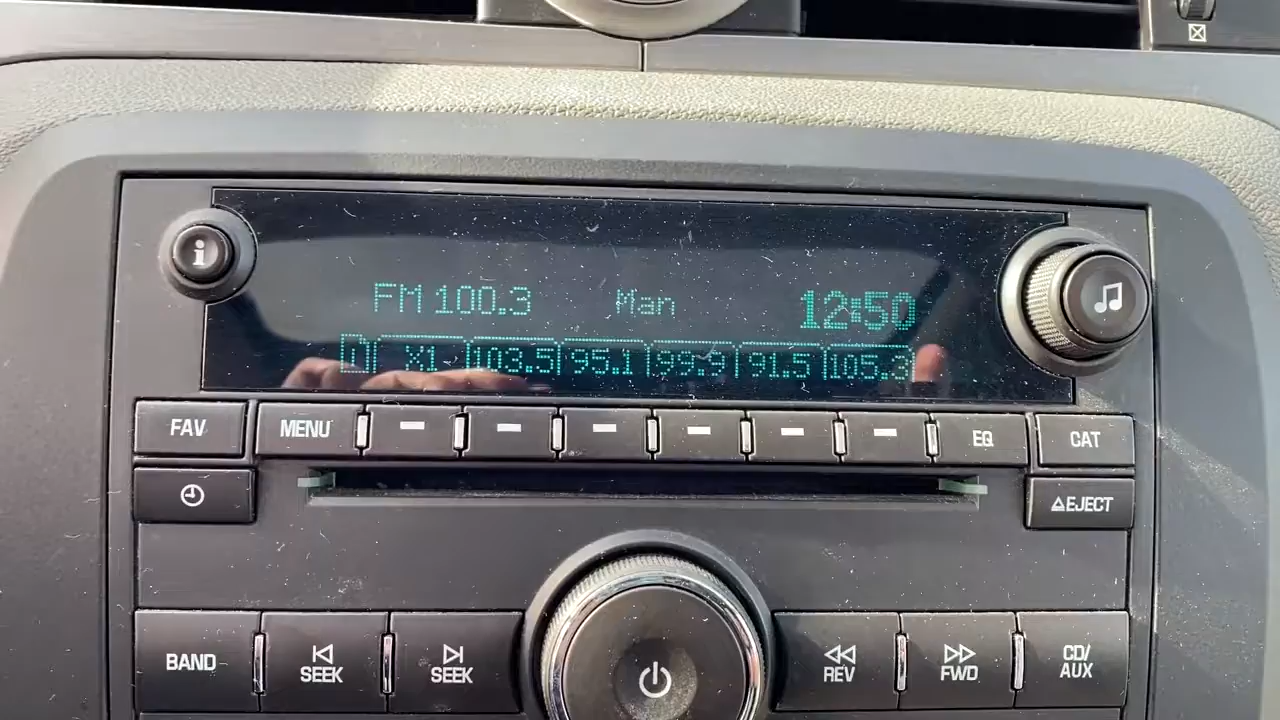 FM 100.3 Man 12:50
X1 103.5 95.1 99.9 91.5 105.3
FAV MENU EQ CAT
EJECT
BAND SEEK SEEK REV FWD CD/AUX